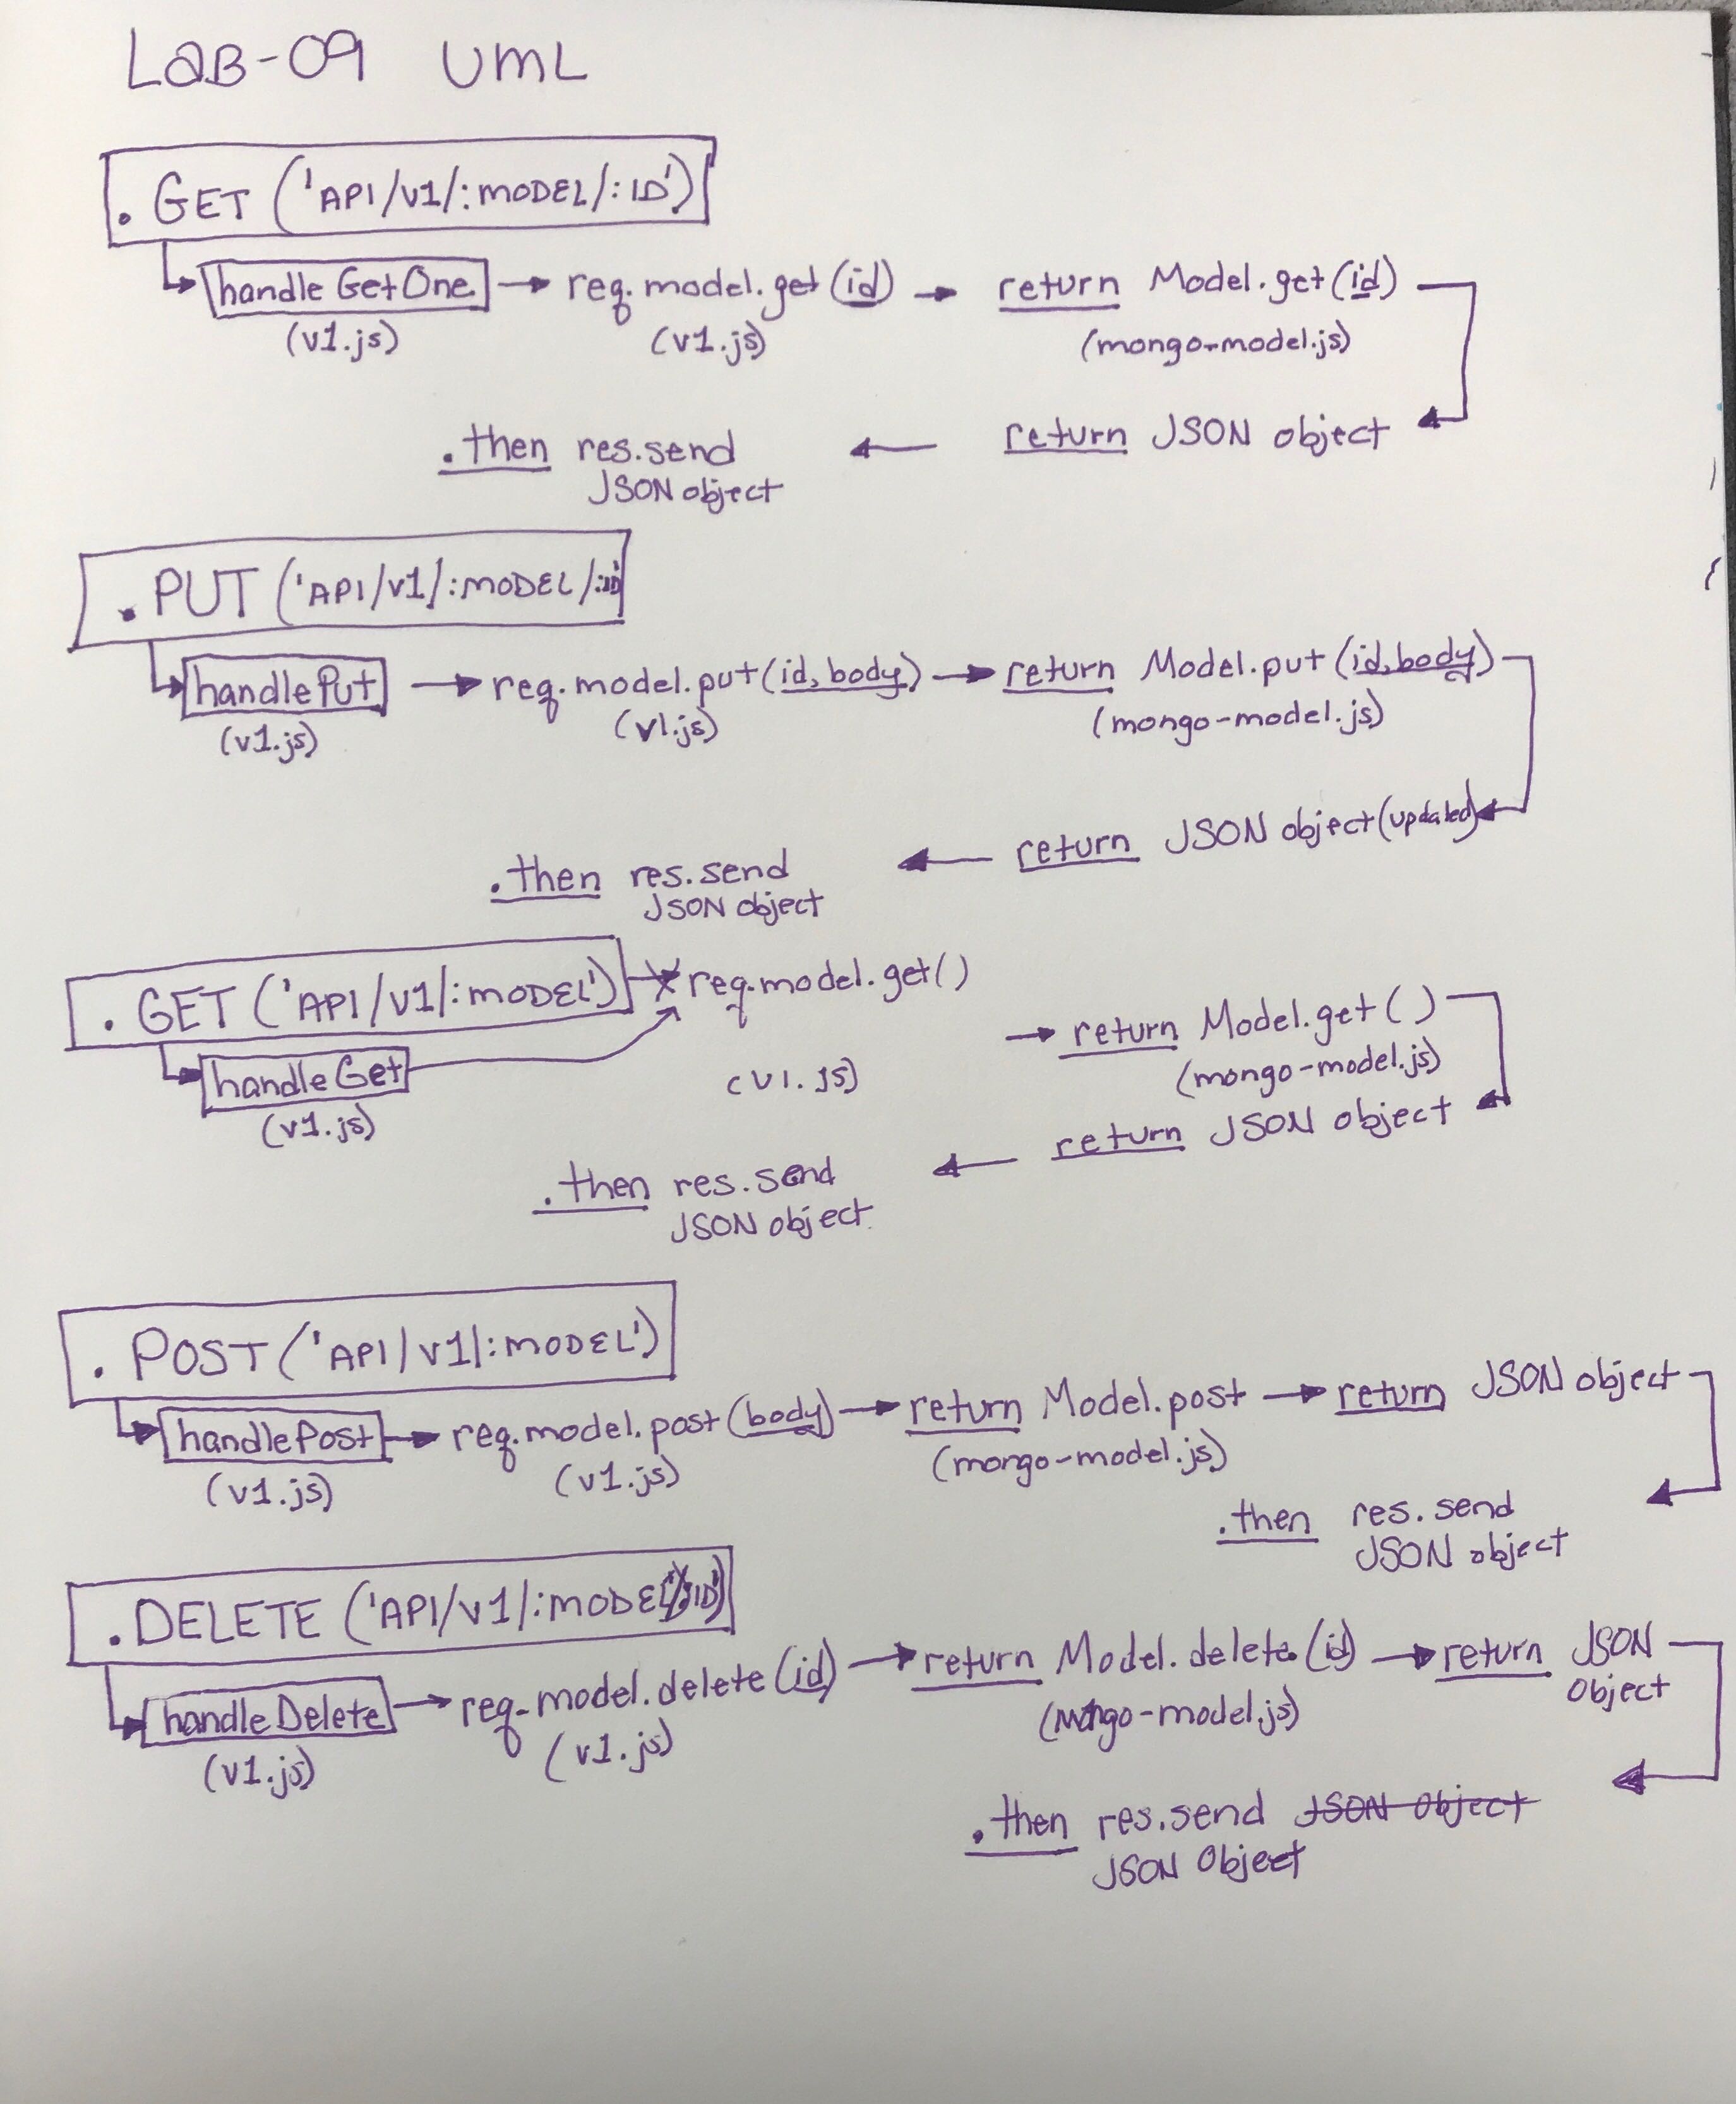 LAB-09 UML
.GET ('API/v1/:MODEL/:ID')
handleGetOne → req.model.get(id) → return Model.get(id)
(v1.js) (v1.js) (mongo-model.js)
.then res.send ← return JSON object
JSON object
.PUT ('API/v1/:MODEL/:ID'
handlePut → req.model.put(id, body) → return Model.put(id, body)
(v1.js) (v1.js) (mongo-model.js)
.then res.send ← return JSON object (updated)
JSON object
.GET ('API/v1/:MODEL') req.model.get()
→ return Model.get()
handleGet (v1.js) (mongo-model.js)
(v1.js)
.then res.send ← return JSON object
JSON object
.POST ('API/v1/:MODEL')
handlePost → req.model.post(body) → return Model.post → return JSON object
(v1.js) (v1.js) (mongo-model.js)
.then res.send
JSON object
.DELETE ('API/v1/:MODEL/:ID')
handleDelete → req.model.delete(id) → return Model.delete(id) → return JSON
Object
(v1.js) (v1.js) (mongo-model.js)
.then res.send JSON Object
JSON Object